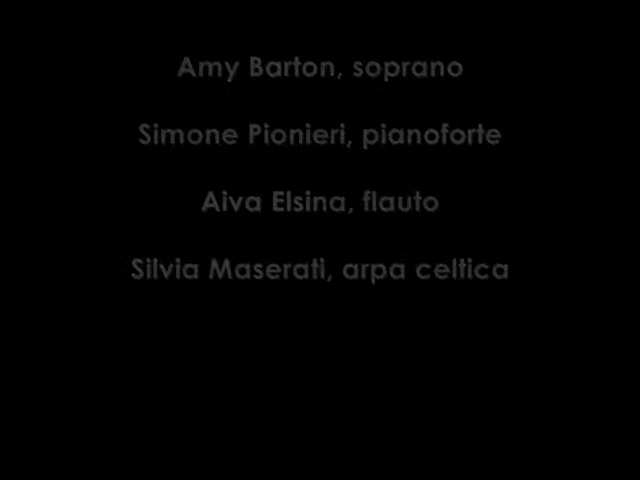 Amy Barton, soprano
Simone Pionieri, pianoforte
Aiva Elsina, flauto
Silvia Maserati, arpa celtica